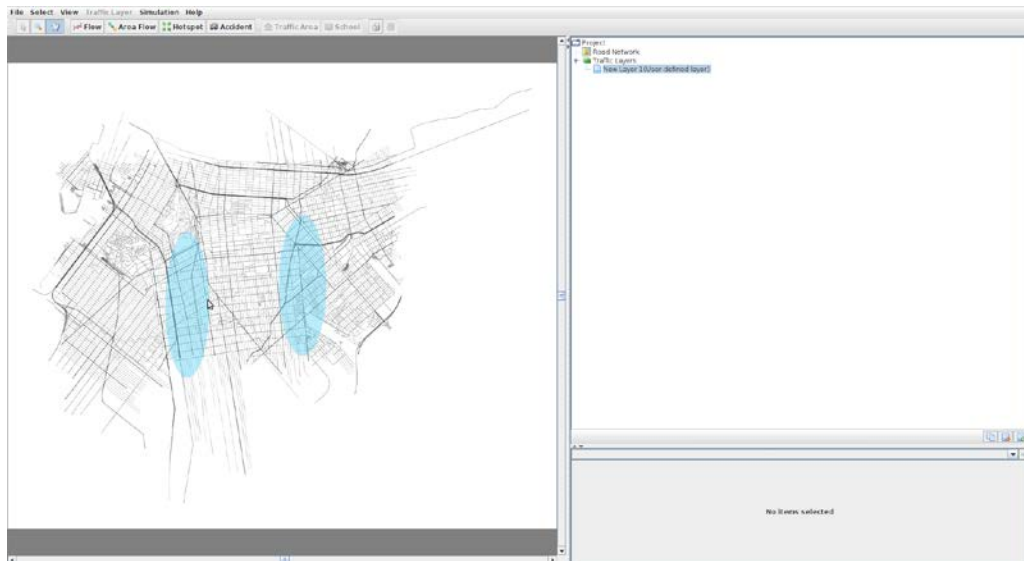 File Select View Traffic Layer Simulation Help
Flow Area Flow Hotspot Accident Traffic Area School
Project
Road Network
Traffic Layers
New Layer 1(User defined layer)
No items selected